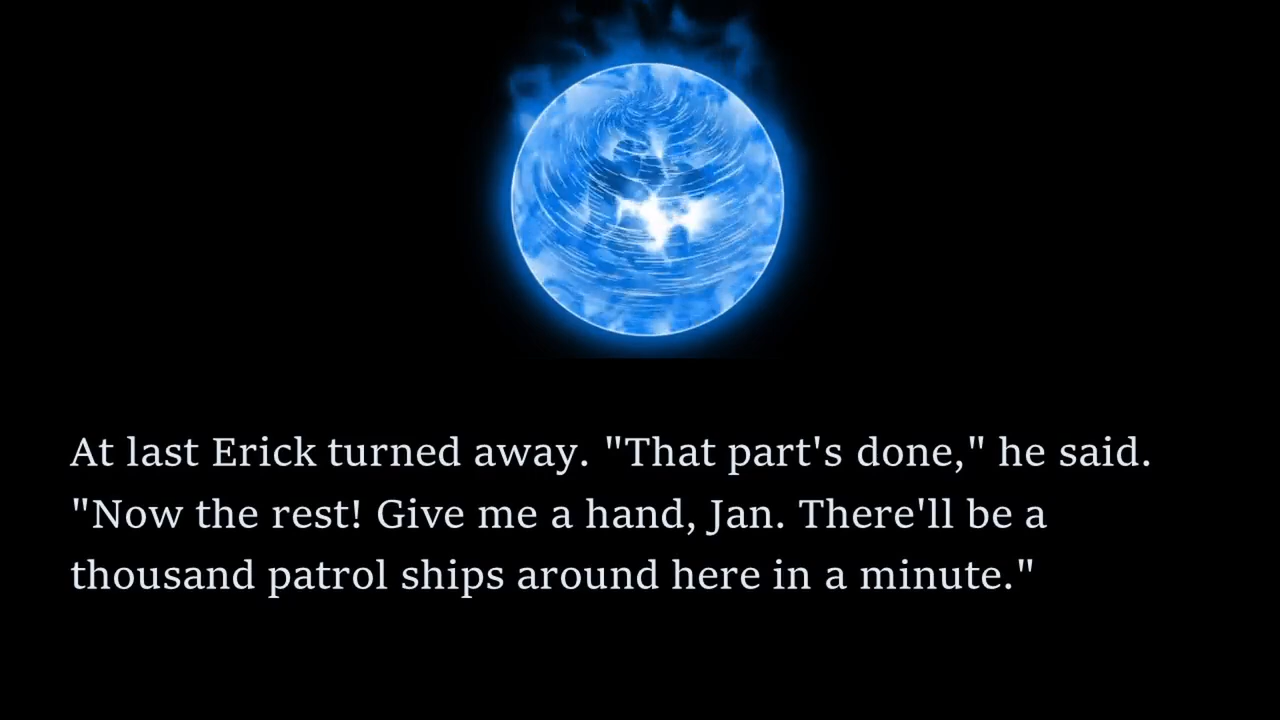 At last Erick turned away. "That part's done," he said.
"Now the rest! Give me a hand, Jan. There'll be a
thousand patrol ships around here in a minute."